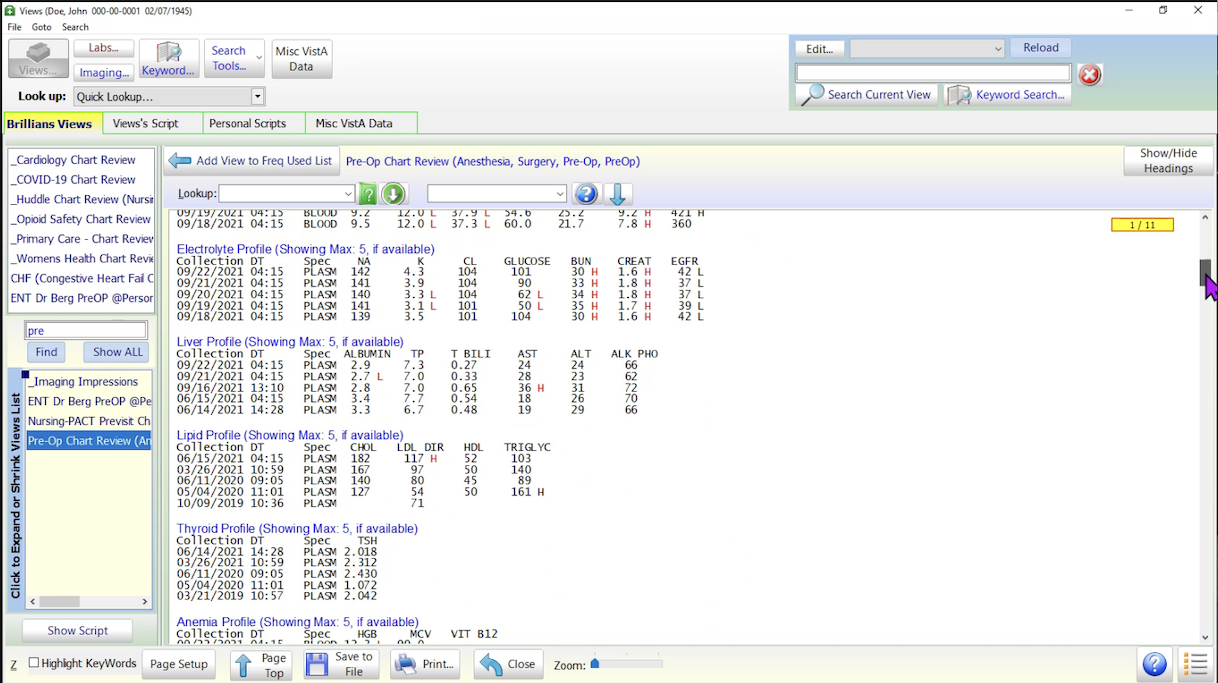 Views (Doe, John 000-00-0001 02/07/1945)
File Goto Search
Views... Labs... Imaging... Keyword... Search Tools... Misc VistA Data
Edit... Reload
Look up: Quick Lookup...
Search Current View Keyword Search...
Brillians Views Views's Script Personal Scripts Misc VistA Data
_Cardiology Chart Review
_COVID-19 Chart Review
_Huddle Chart Review (Nursin
_Opioid Safety Chart Review
_Primary Care - Chart Review
_Womens Health Chart Revie
CHF (Congestive Heart Fail C
ENT Dr Berg PreOP @Person
pre
Find Show ALL
Click to Expand or Shrink Views List
_Imaging Impressions
ENT Dr Berg PreOP @Pe
Nursing-PACT Previsit Ch
Pre-Op Chart Review (An
Show Script
Add View to Freq Used List Pre-Op Chart Review (Anesthesia, Surgery, Pre-Op, PreOp)
Show/Hide Headings
Lookup: ? ?
1 / 11
09/19/2021 04:15 BLOOD 9.2 12.0 L 37.9 L 54.6 25.2 9.2 H 421 H
09/18/2021 04:15 BLOOD 9.5 12.0 L 37.3 L 60.0 21.7 7.8 H 360
Electrolyte Profile (Showing Max: 5, if available)
Collection DT Spec NA K CL GLUCOSE BUN CREAT EGFR
09/22/2021 04:15 PLASM 142 4.3 104 101 30 H 1.6 H 42 L
09/21/2021 04:15 PLASM 141 3.9 104 90 33 H 1.8 H 37 L
09/20/2021 04:15 PLASM 140 3.3 L 104 62 L 34 H 1.8 H 37 L
09/19/2021 04:15 PLASM 141 3.1 L 101 50 L 35 H 1.7 H 39 L
09/18/2021 04:15 PLASM 139 3.5 101 104 30 H 1.6 H 42 L
Liver Profile (Showing Max: 5, if available)
Collection DT Spec ALBUMIN TP T BILI AST ALT ALK PHO
09/22/2021 04:15 PLASM 2.9 7.3 0.27 24 24 66
09/21/2021 04:15 PLASM 2.7 L 7.0 0.33 28 23 62
09/16/2021 13:10 PLASM 2.8 7.0 0.65 36 H 31 72
06/15/2021 04:15 PLASM 3.4 7.7 0.54 18 26 70
06/14/2021 14:28 PLASM 3.3 6.7 0.48 19 29 66
Lipid Profile (Showing Max: 5, if available)
Collection DT Spec CHOL LDL DIR HDL TRIGLYC
06/15/2021 04:15 PLASM 182 117 H 52 103
03/26/2021 10:59 PLASM 167 97 50 140
06/11/2020 09:05 PLASM 140 80 45 89
05/04/2020 11:01 PLASM 127 54 50 161 H
10/09/2019 10:36 PLASM 71
Thyroid Profile (Showing Max: 5, if available)
Collection DT Spec TSH
06/14/2021 14:28 PLASM 2.018
03/26/2021 10:59 PLASM 2.312
06/11/2020 09:05 PLASM 2.430
05/04/2020 11:01 PLASM 1.072
03/21/2019 10:57 PLASM 2.042
Anemia Profile (Showing Max: 5, if available)
Collection DT Spec HGB MCV VIT B12
Z Highlight KeyWords Page Setup Page Top Save to File Print... Close Zoom: ?